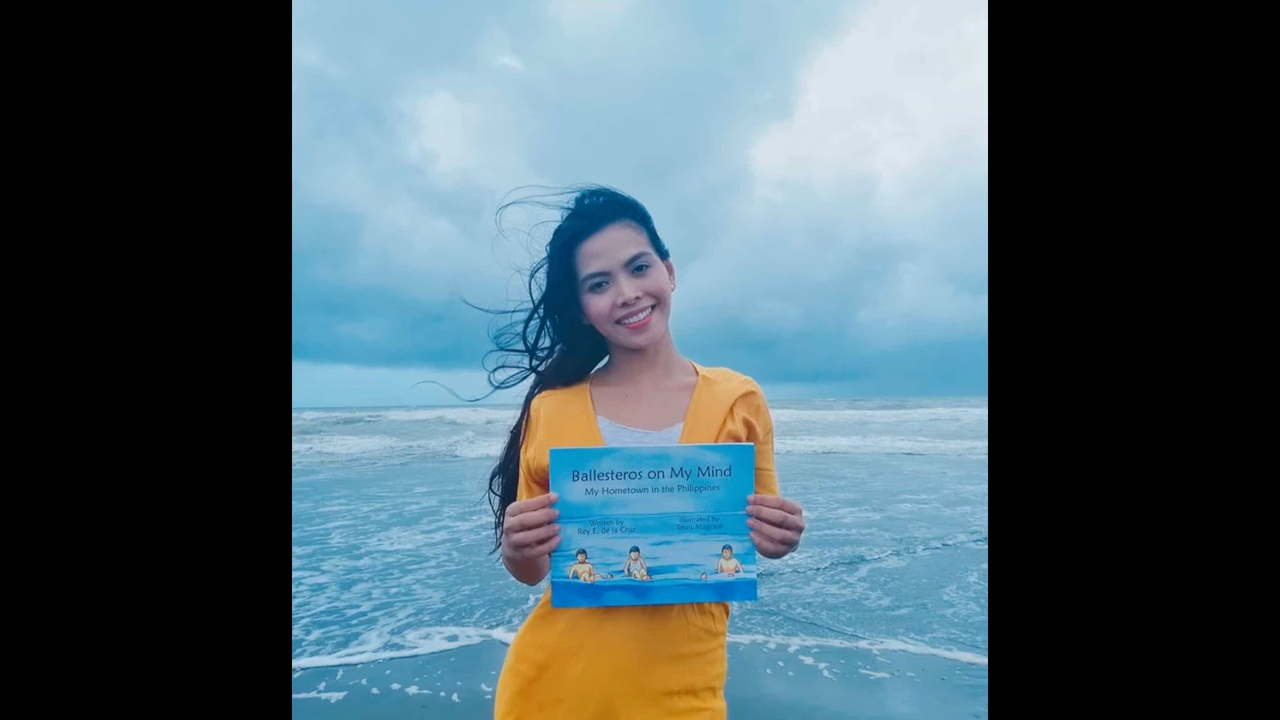 Ballesteros on My Mind
My Hometown in the Philippines
Written by
Rey E. de la Cruz
Illustrated by